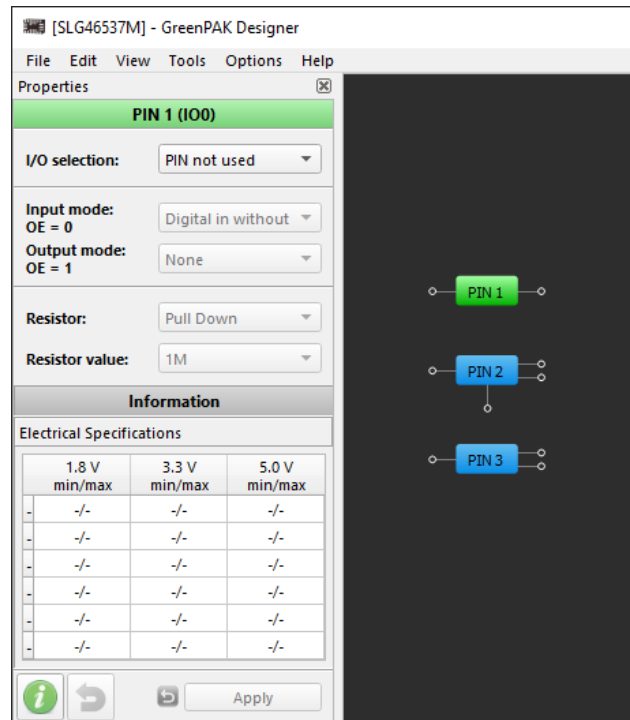 [SLG46537M] - GreenPAK Designer
File Edit View Tools Options Help
Properties
PIN 1 (IO0)
I/O selection: PIN not used
Input mode:
OE = 0
Digital in without
Output mode:
OE = 1
None
Resistor: Pull Down
Resistor value: 1M
Information
Electrical Specifications
1.8 V 3.3 V 5.0 V
min/max min/max min/max
- -/- -/- -/-
- -/- -/- -/-
- -/- -/- -/-
- -/- -/- -/-
- -/- -/- -/-
- -/- -/- -/-
Apply
PIN 1
PIN 2
PIN 3